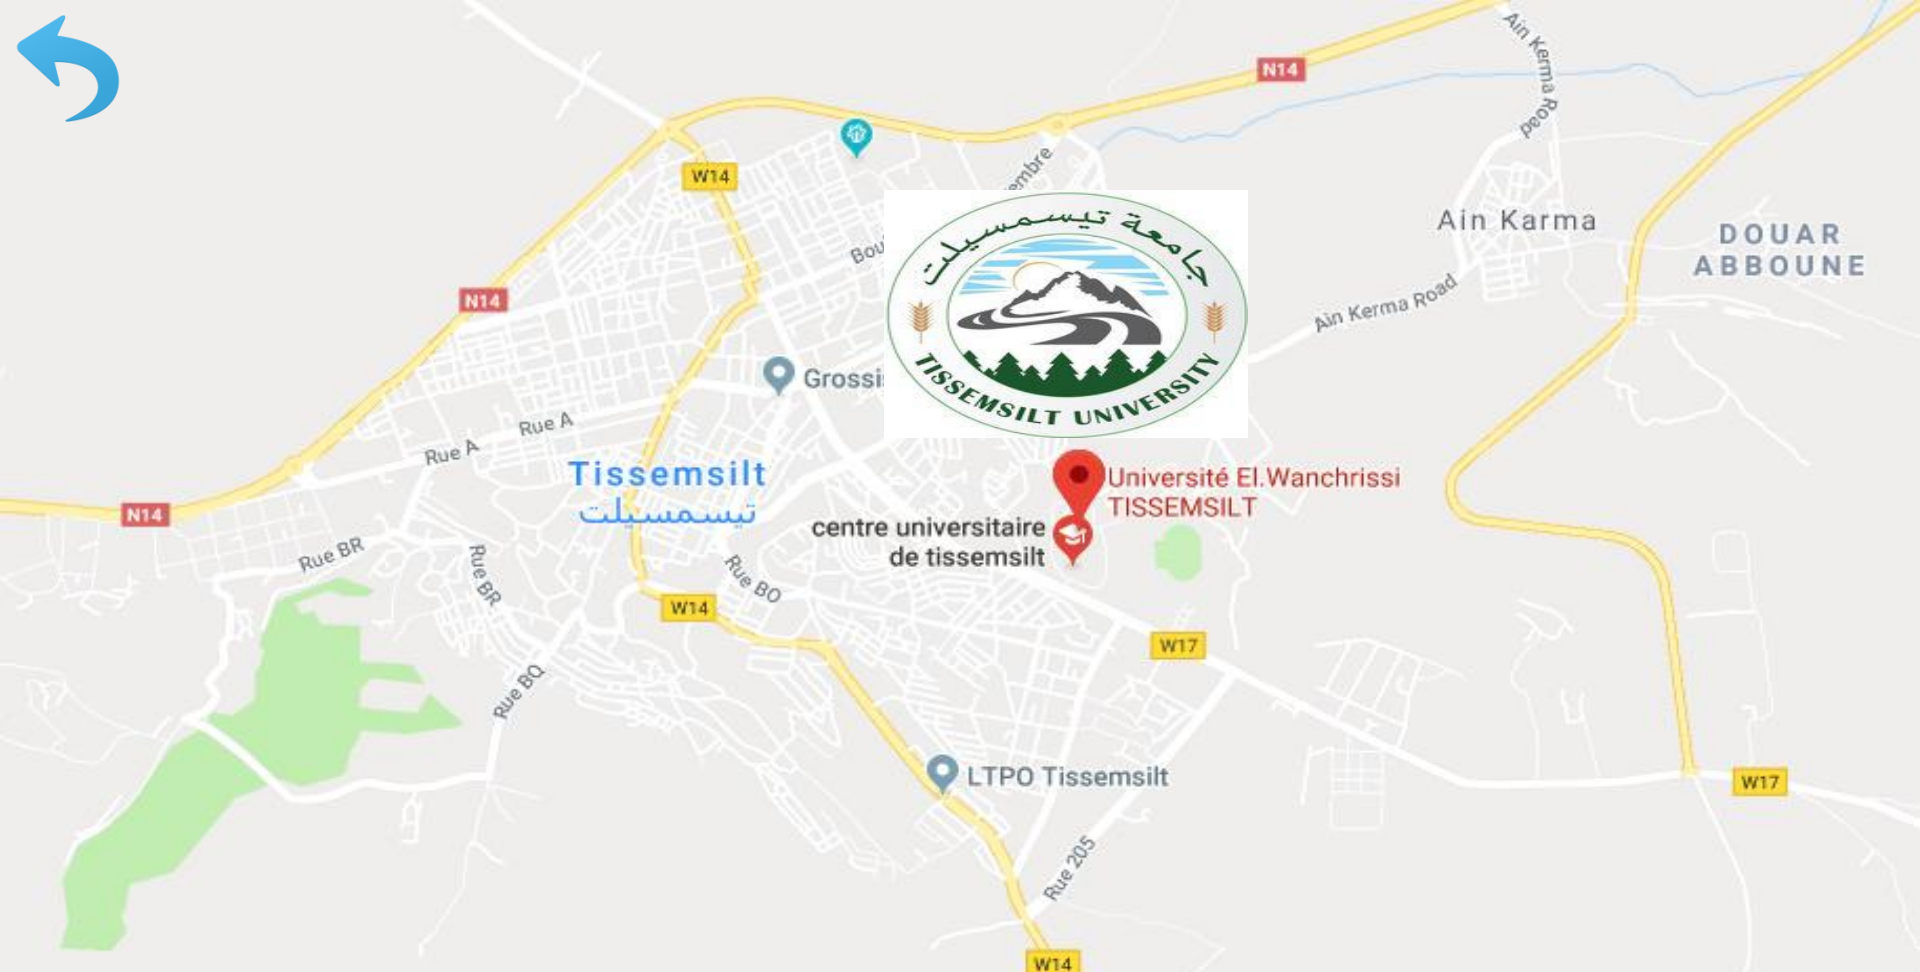 N14
Ain Kerma Road
W14
embre
Bou
جامعة تيسمسيلت
TISSEMSILT UNIVERSITY
Ain Karma
DOUAR
ABBOUNE
N14
Ain Kerma Road
Grossi
Rue A
Rue A
Tissemsilt
تيسمسيلت
Université El.Wanchrissi
TISSEMSILT
centre universitaire
de tissemsilt
N14
Rue BR
Rue BR
Rue BO
W14
W17
Rue BQ
LTPO Tissemsilt
W17
Rue 205
W14